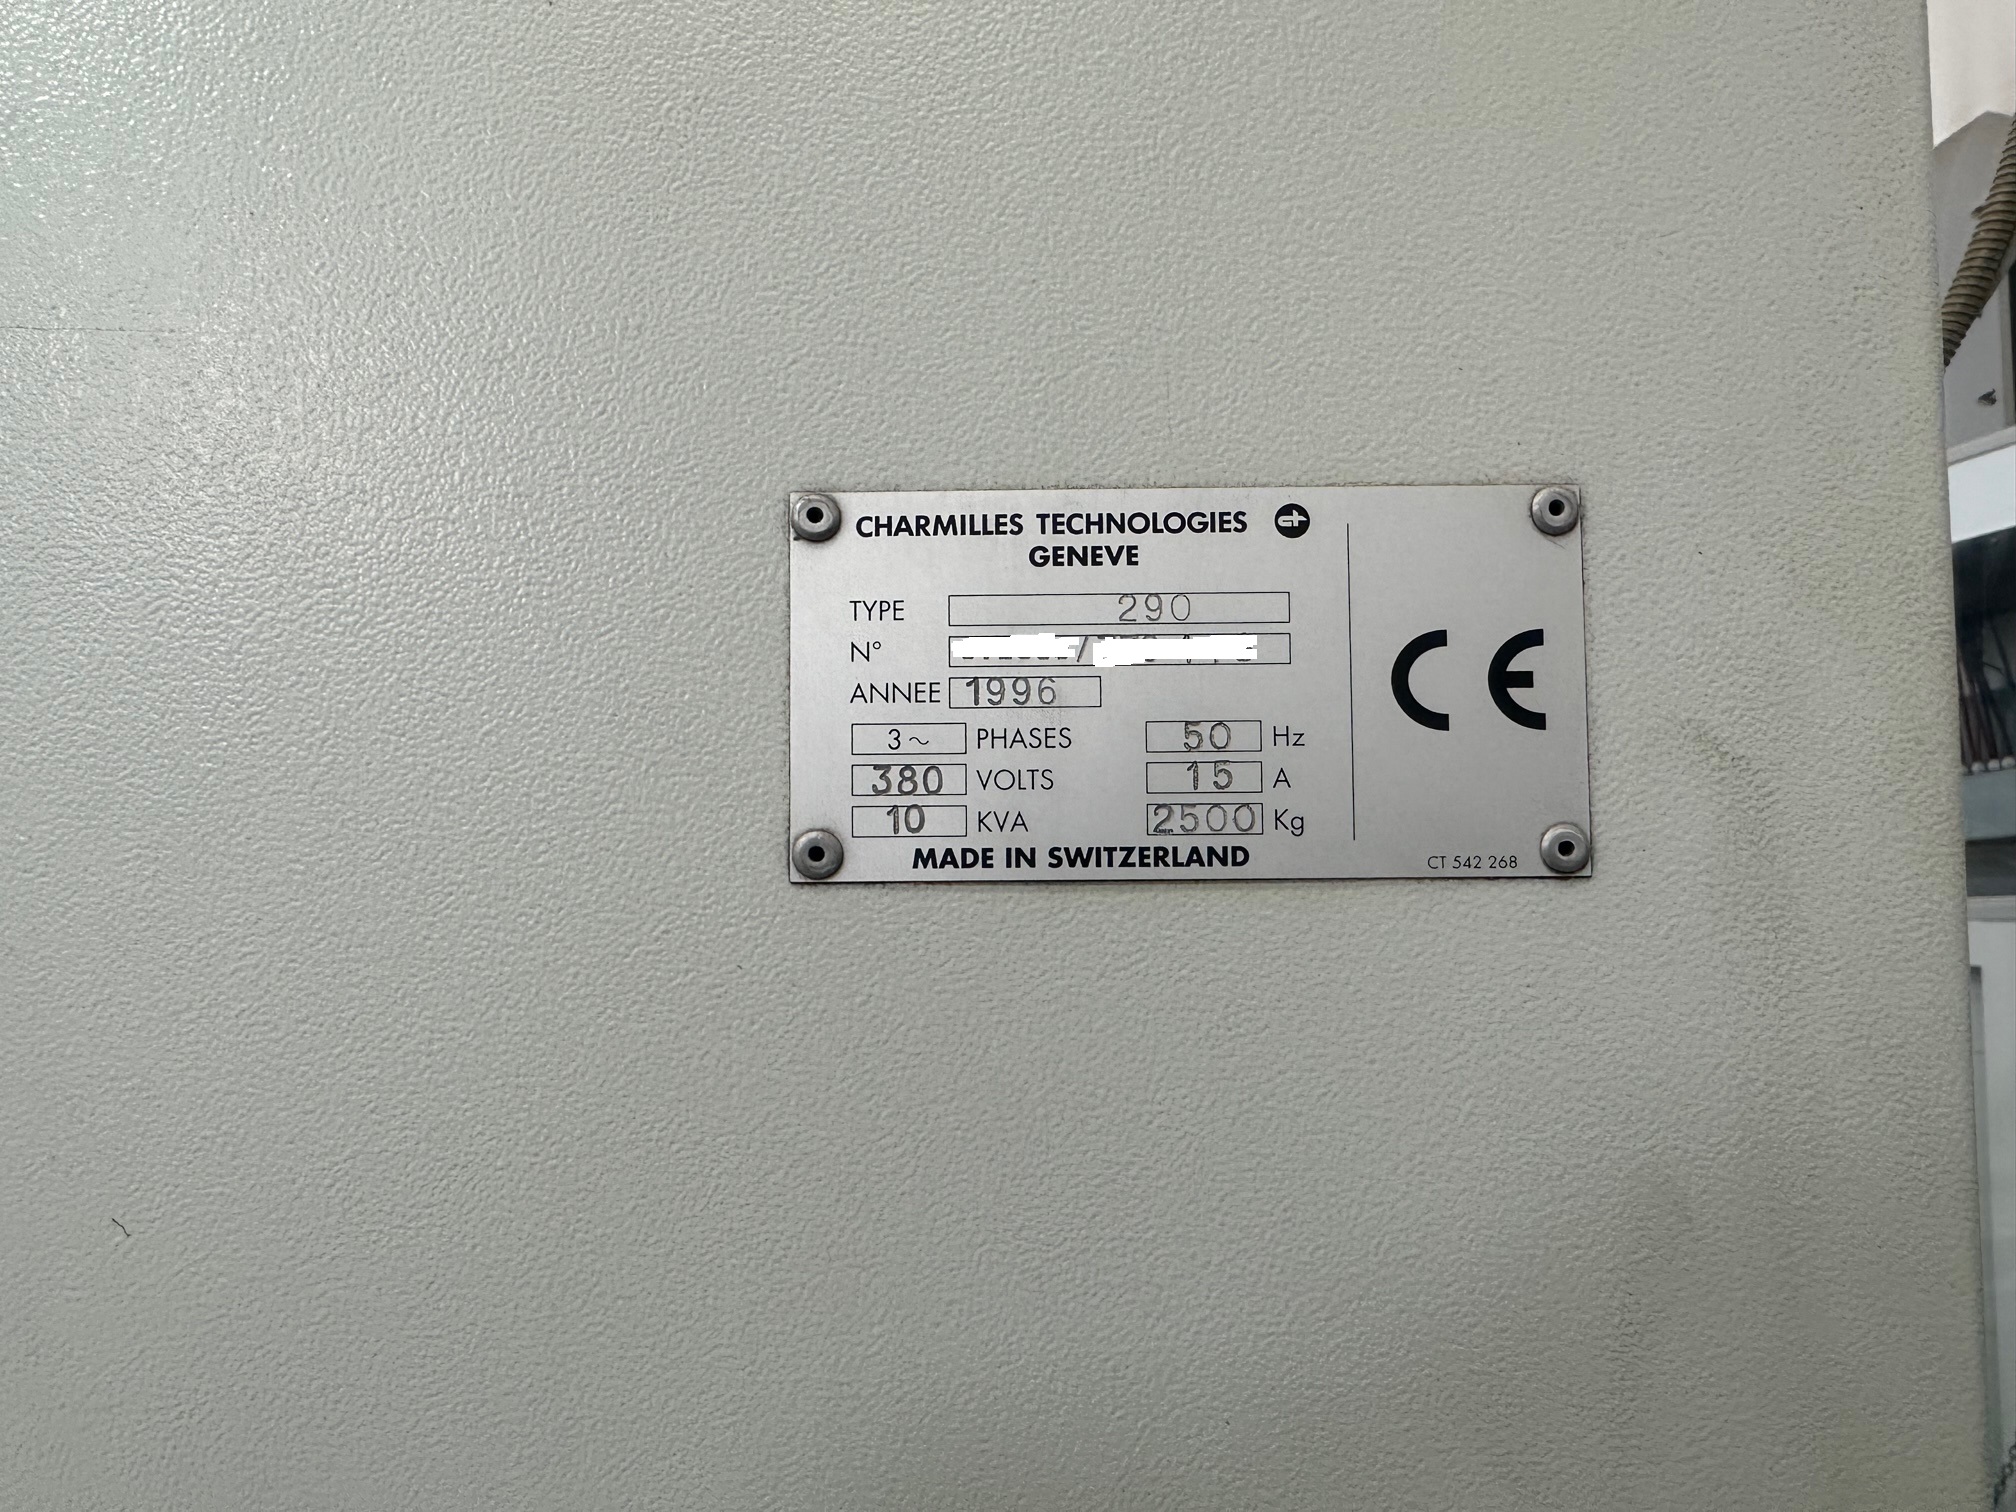 CHARMILLES TECHNOLOGIES
GENEVE
TYPE 290
N°
ANNEE 1996
3~ PHASES 50 Hz
380 VOLTS 15 A
10 KVA 2500 Kg
MADE IN SWITZERLAND
CT 542 268
CE